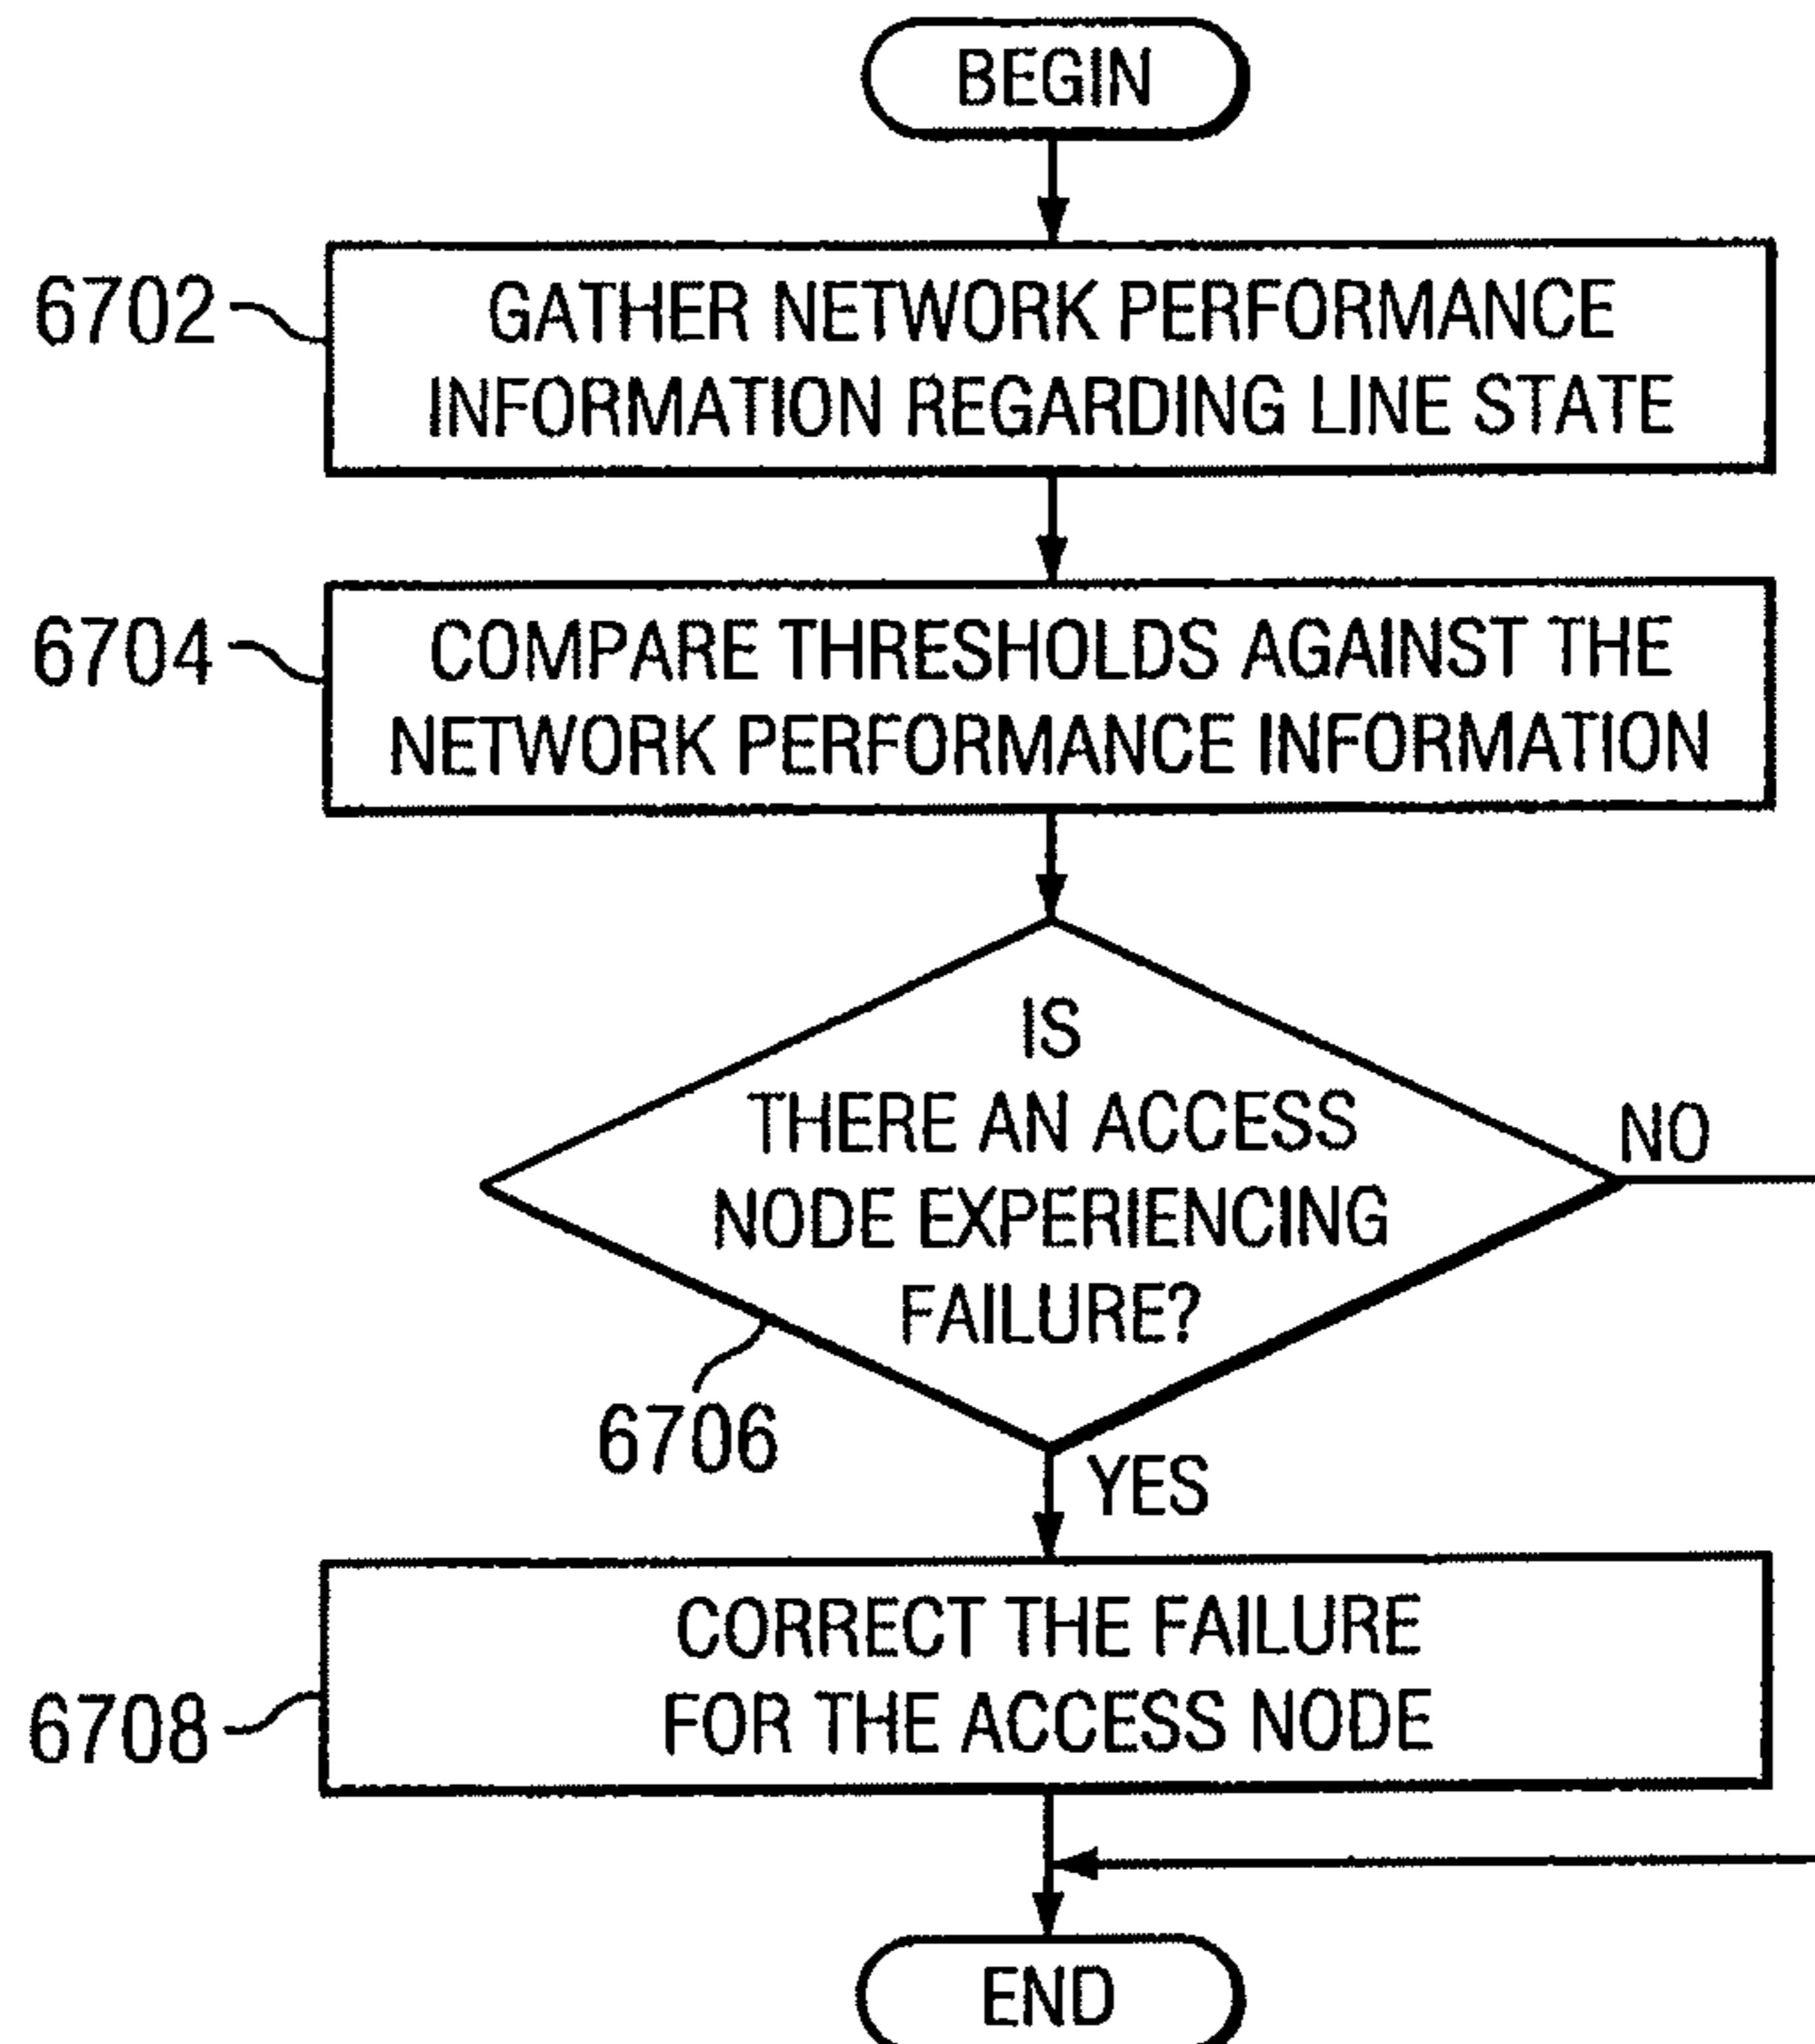 BEGIN
6702
GATHER NETWORK PERFORMANCE
INFORMATION REGARDING LINE STATE
6704
COMPARE THRESHOLDS AGAINST THE
NETWORK PERFORMANCE INFORMATION
IS
THERE AN ACCESS
NODE EXPERIENCING
FAILURE?
NO
6706
YES
CORRECT THE FAILURE
FOR THE ACCESS NODE
6708
END